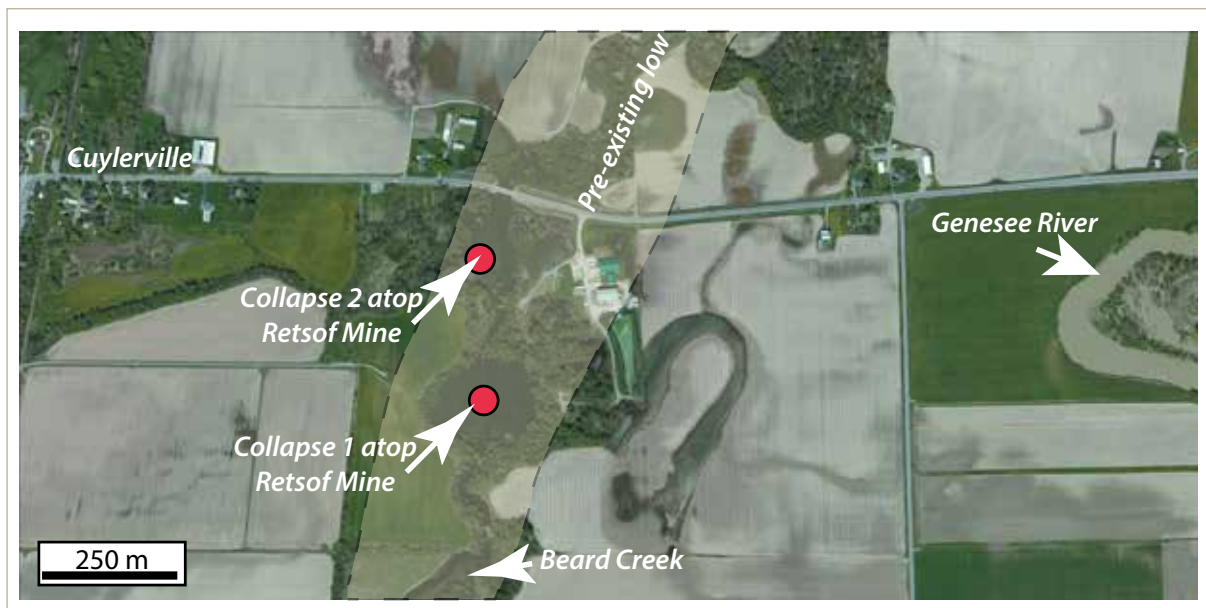 Pre-existing low
Cuylerville
Genesee River
Collapse 2 atop
Retsof Mine
Collapse 1 atop
Retsof Mine
Beard Creek
250 m